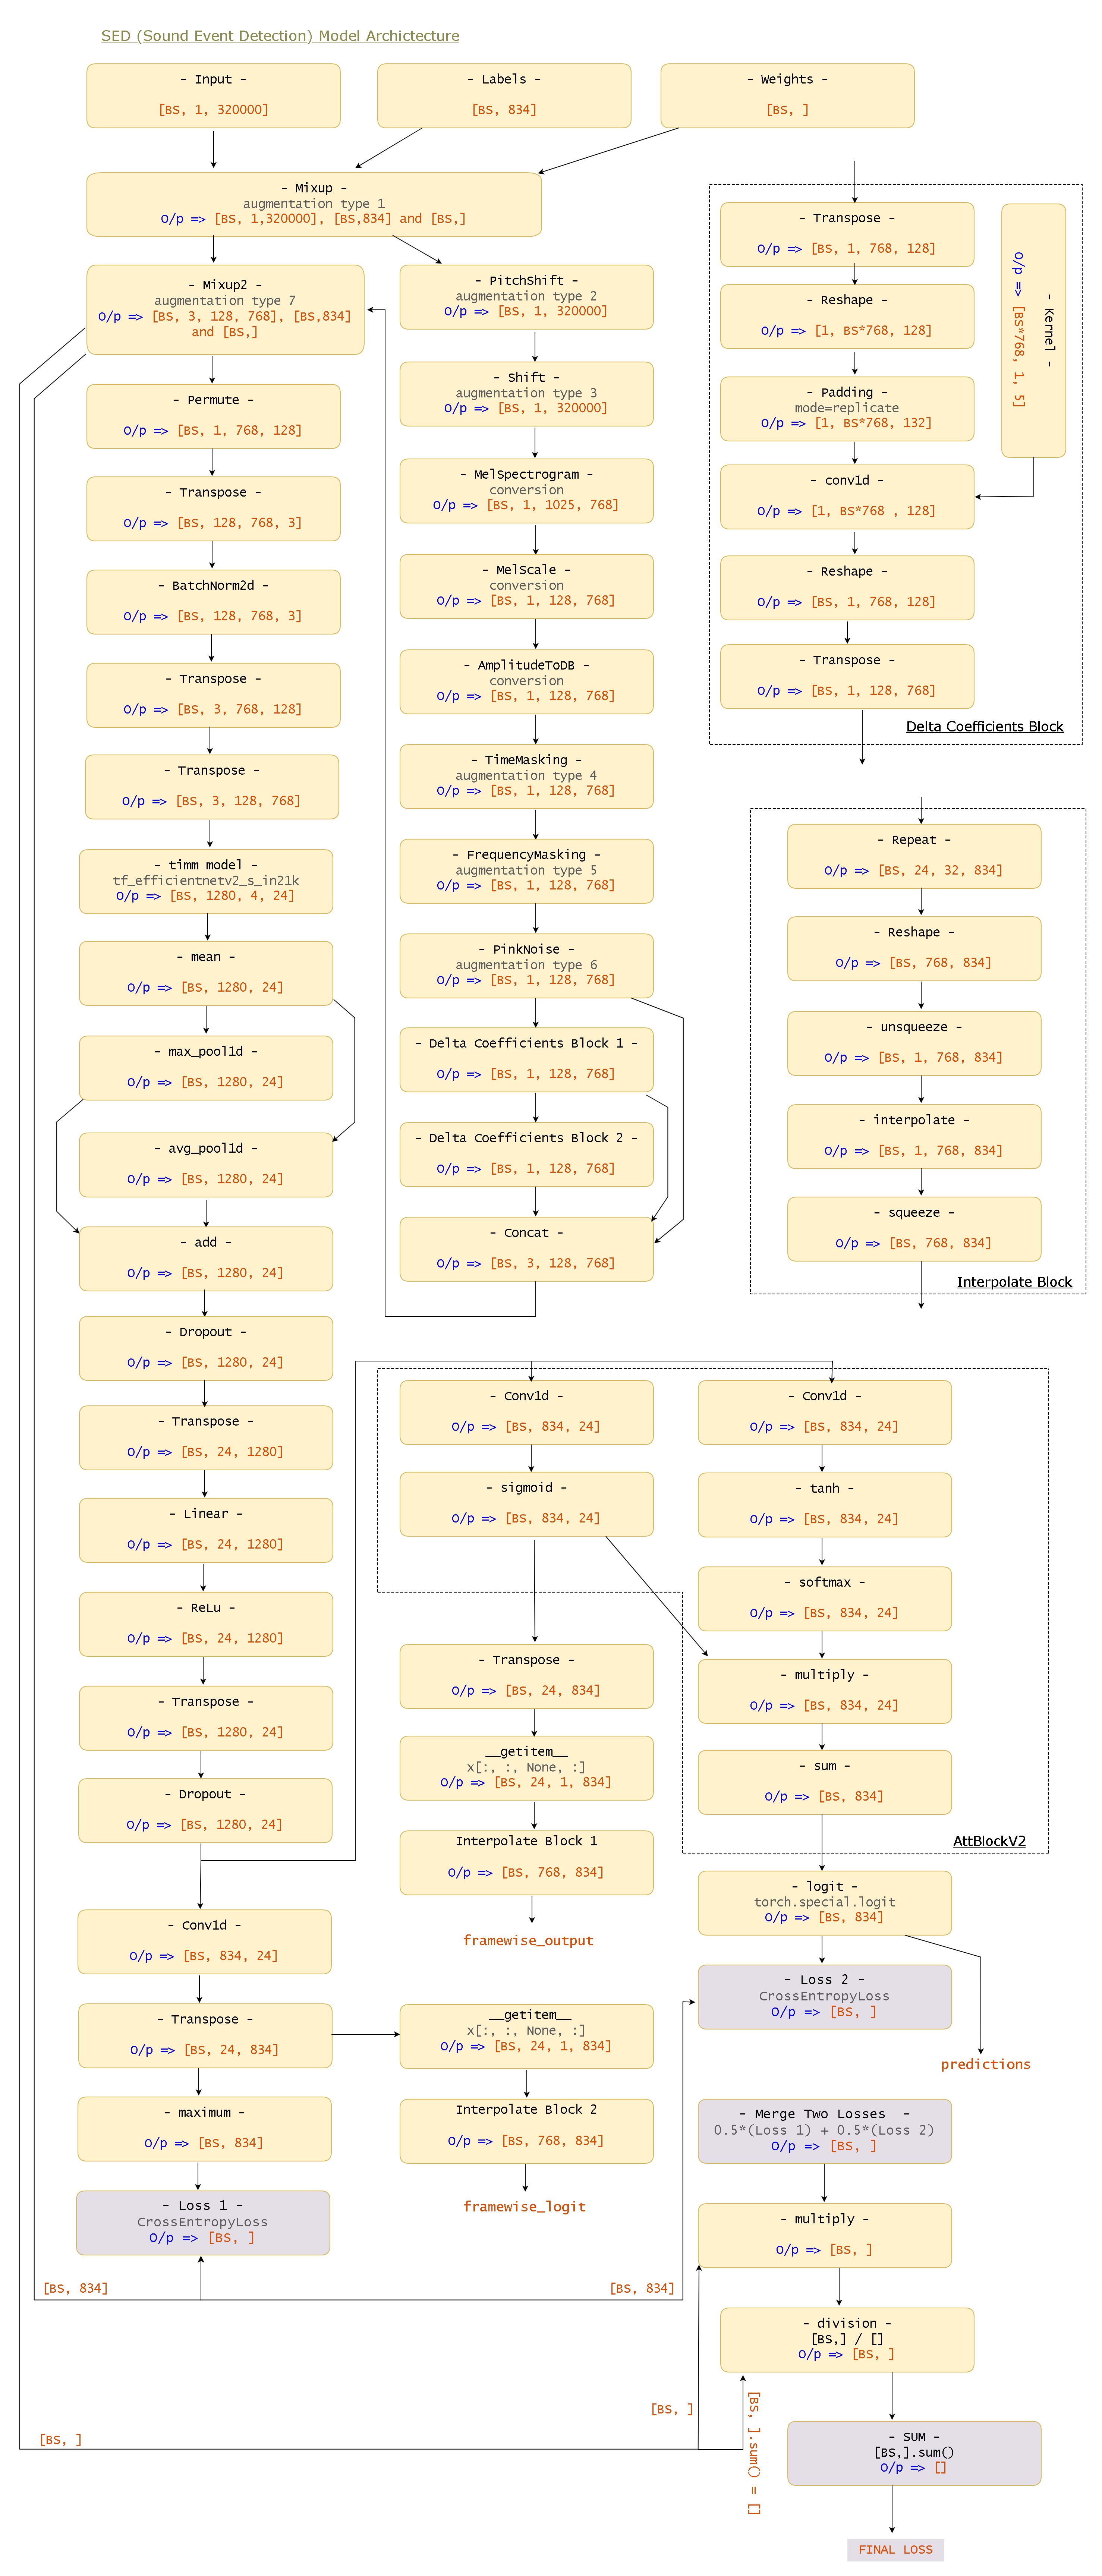 SED (Sound Event Detection) Model Archictecture
- Input -
[BS, 1, 320000]
- Labels -
[BS, 834]
- Weights -
[BS, ]
- Mixup -
augmentation type 1
O/p => [BS, 1,320000], [BS,834] and [BS,]
- Mixup2 -
augmentation type 7
O/p => [BS, 3, 128, 768], [BS,834]
and [BS,]
- Permute -
O/p => [BS, 1, 768, 128]
- Transpose -
O/p => [BS, 128, 768, 3]
- BatchNorm2d -
O/p => [BS, 128, 768, 3]
- Transpose -
O/p => [BS, 3, 768, 128]
- Transpose -
O/p => [BS, 3, 128, 768]
- timm model -
tf_efficientnetv2_s_in21k
O/p => [BS, 1280, 4, 24]
- mean -
O/p => [BS, 1280, 24]
- max_pool1d -
O/p => [BS, 1280, 24]
- avg_pool1d -
O/p => [BS, 1280, 24]
- add -
O/p => [BS, 1280, 24]
- Dropout -
O/p => [BS, 1280, 24]
- Transpose -
O/p => [BS, 24, 1280]
- Linear -
O/p => [BS, 24, 1280]
- ReLu -
O/p => [BS, 24, 1280]
- Transpose -
O/p => [BS, 1280, 24]
- Dropout -
O/p => [BS, 1280, 24]
- Conv1d -
O/p => [BS, 834, 24]
- Transpose -
O/p => [BS, 24, 834]
- maximum -
O/p => [BS, 834]
- Loss 1 -
CrossEntropyLoss
O/p => [BS, ]
[BS, 834]
[BS, ]
- PitchShift -
augmentation type 2
O/p => [BS, 1, 320000]
- Shift -
augmentation type 3
O/p => [BS, 1, 320000]
- MelSpectrogram -
conversion
O/p => [BS, 1, 1025, 768]
- MelScale -
conversion
O/p => [BS, 1, 128, 768]
- AmplitudeToDB -
conversion
O/p => [BS, 1, 128, 768]
- TimeMasking -
augmentation type 4
O/p => [BS, 1, 128, 768]
- FrequencyMasking -
augmentation type 5
O/p => [BS, 1, 128, 768]
- PinkNoise -
augmentation type 6
O/p => [BS, 1, 128, 768]
- Delta Coefficients Block 1 -
O/p => [BS, 1, 128, 768]
- Delta Coefficients Block 2 -
O/p => [BS, 1, 128, 768]
- Concat -
O/p => [BS, 3, 128, 768]
- Transpose -
O/p => [BS, 1, 768, 128]
- Reshape -
O/p => [1, BS*768, 128]
- Padding -
mode=replicate
O/p => [1, BS*768, 132]
- conv1d -
O/p => [1, BS*768 , 128]
- Reshape -
O/p => [BS, 1, 768, 128]
- Transpose -
O/p => [BS, 1, 128, 768]
- Kernel -
O/p => [BS*768, 1, 5]
Delta Coefficients Block
- Repeat -
O/p => [BS, 24, 32, 834]
- Reshape -
O/p => [BS, 768, 834]
- unsqueeze -
O/p => [BS, 1, 768, 834]
- interpolate -
O/p => [BS, 1, 768, 834]
- squeeze -
O/p => [BS, 768, 834]
Interpolate Block
- Conv1d -
O/p => [BS, 834, 24]
- sigmoid -
O/p => [BS, 834, 24]
- Transpose -
O/p => [BS, 24, 834]
__getitem__
x[:, :, None, :]
O/p => [BS, 24, 1, 834]
Interpolate Block 1
O/p => [BS, 768, 834]
framewise_output
__getitem__
x[:, :, None, :]
O/p => [BS, 24, 1, 834]
Interpolate Block 2
O/p => [BS, 768, 834]
framewise_logit
- Conv1d -
O/p => [BS, 834, 24]
- tanh -
O/p => [BS, 834, 24]
- softmax -
O/p => [BS, 834, 24]
- multiply -
O/p => [BS, 834, 24]
- sum -
O/p => [BS, 834]
AttBlockV2
- logit -
torch.special.logit
O/p => [BS, 834]
- Loss 2 -
CrossEntropyLoss
O/p => [BS, ]
predictions
- Merge Two Losses -
0.5*(Loss 1) + 0.5*(Loss 2)
O/p => [BS, ]
- multiply -
O/p => [BS, ]
[BS, 834]
- division -
[BS,] / []
O/p => [BS, ]
[BS, ]
[BS, ].sum() = []
- SUM -
[BS,].sum()
O/p => []
FINAL LOSS